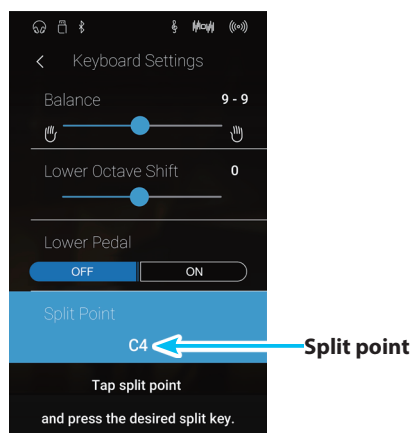 Keyboard Settings
Balance 9 - 9
Lower Octave Shift 0
Lower Pedal
OFF ON
Split Point
C4
Split point
Tap split point
and press the desired split key.